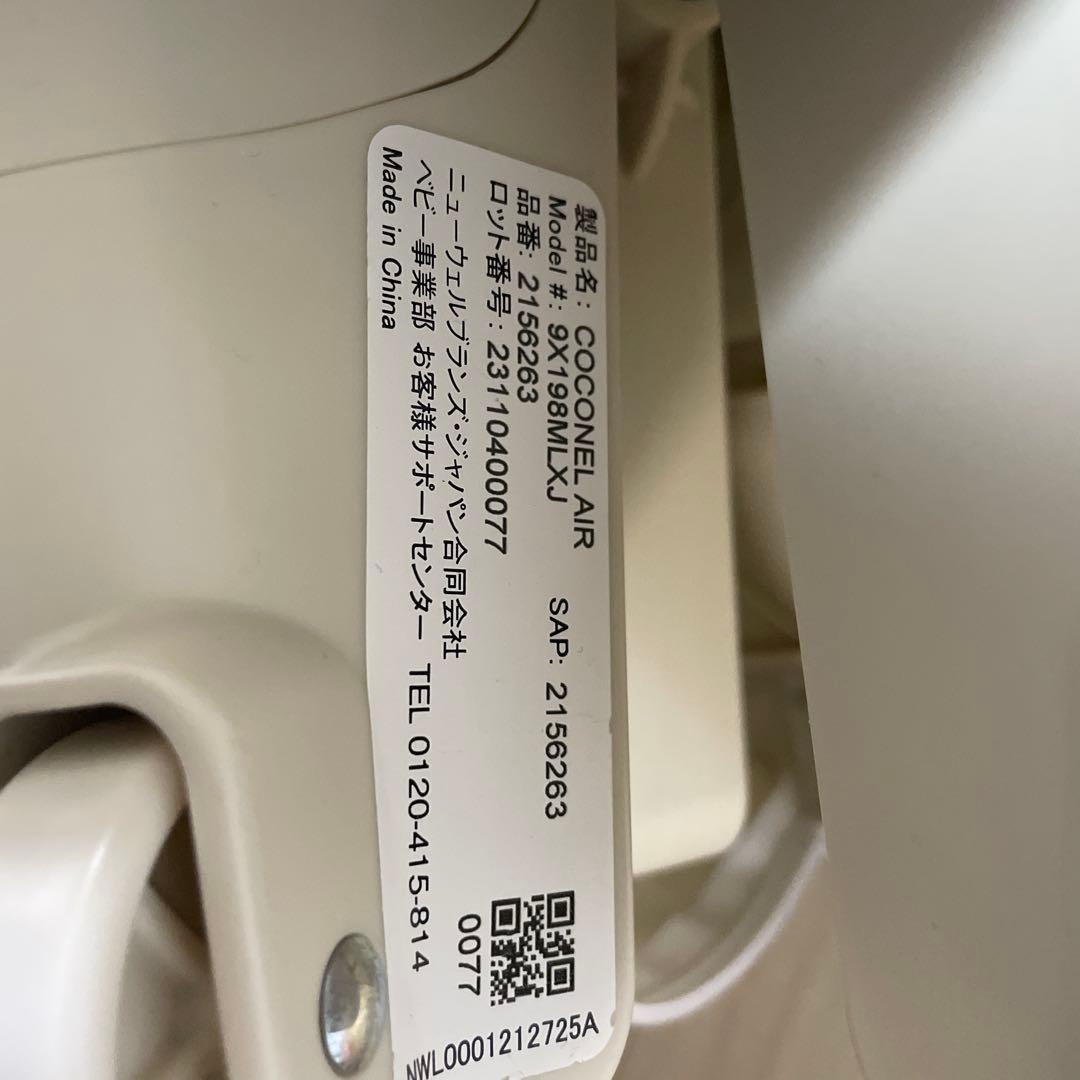 製品名: COCONEL AIR
Model #: 9X198MLXJ SAP: 2156263
品番: 2156263
ロット番号: 23110400077
ニューウェルブランズ・ジャパン合同会社
ベビー事業部 お客様サポートセンター TEL 0120-415-814
Made in China
0077
NWL0001212725A